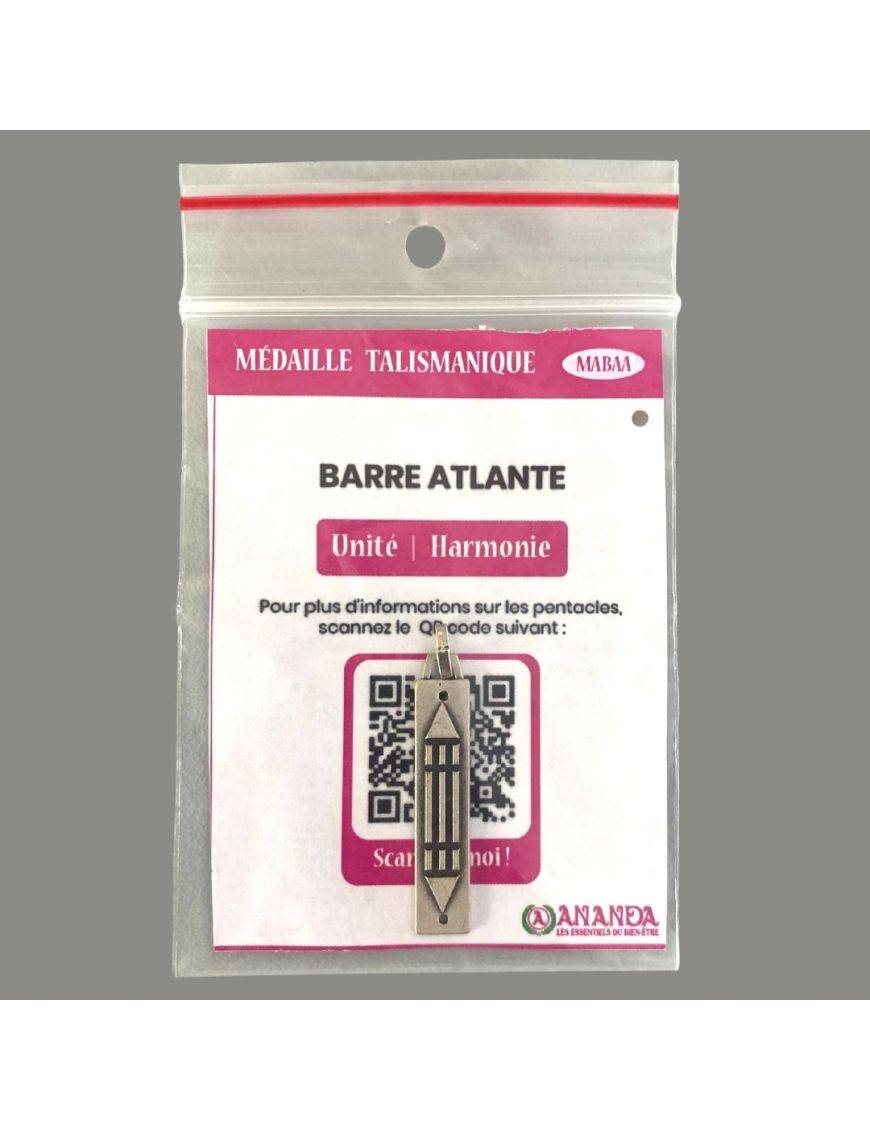 MÉDAILLE TALISMANIQUE MABAA
BARRE ATLANTE
Unité | Harmonie
Pour plus d'informations sur les pentacles,
scannez le QR code suivant :
Scan moi !
A ANANDA
LES ESSENTIELS DU BIEN-ÊTRE